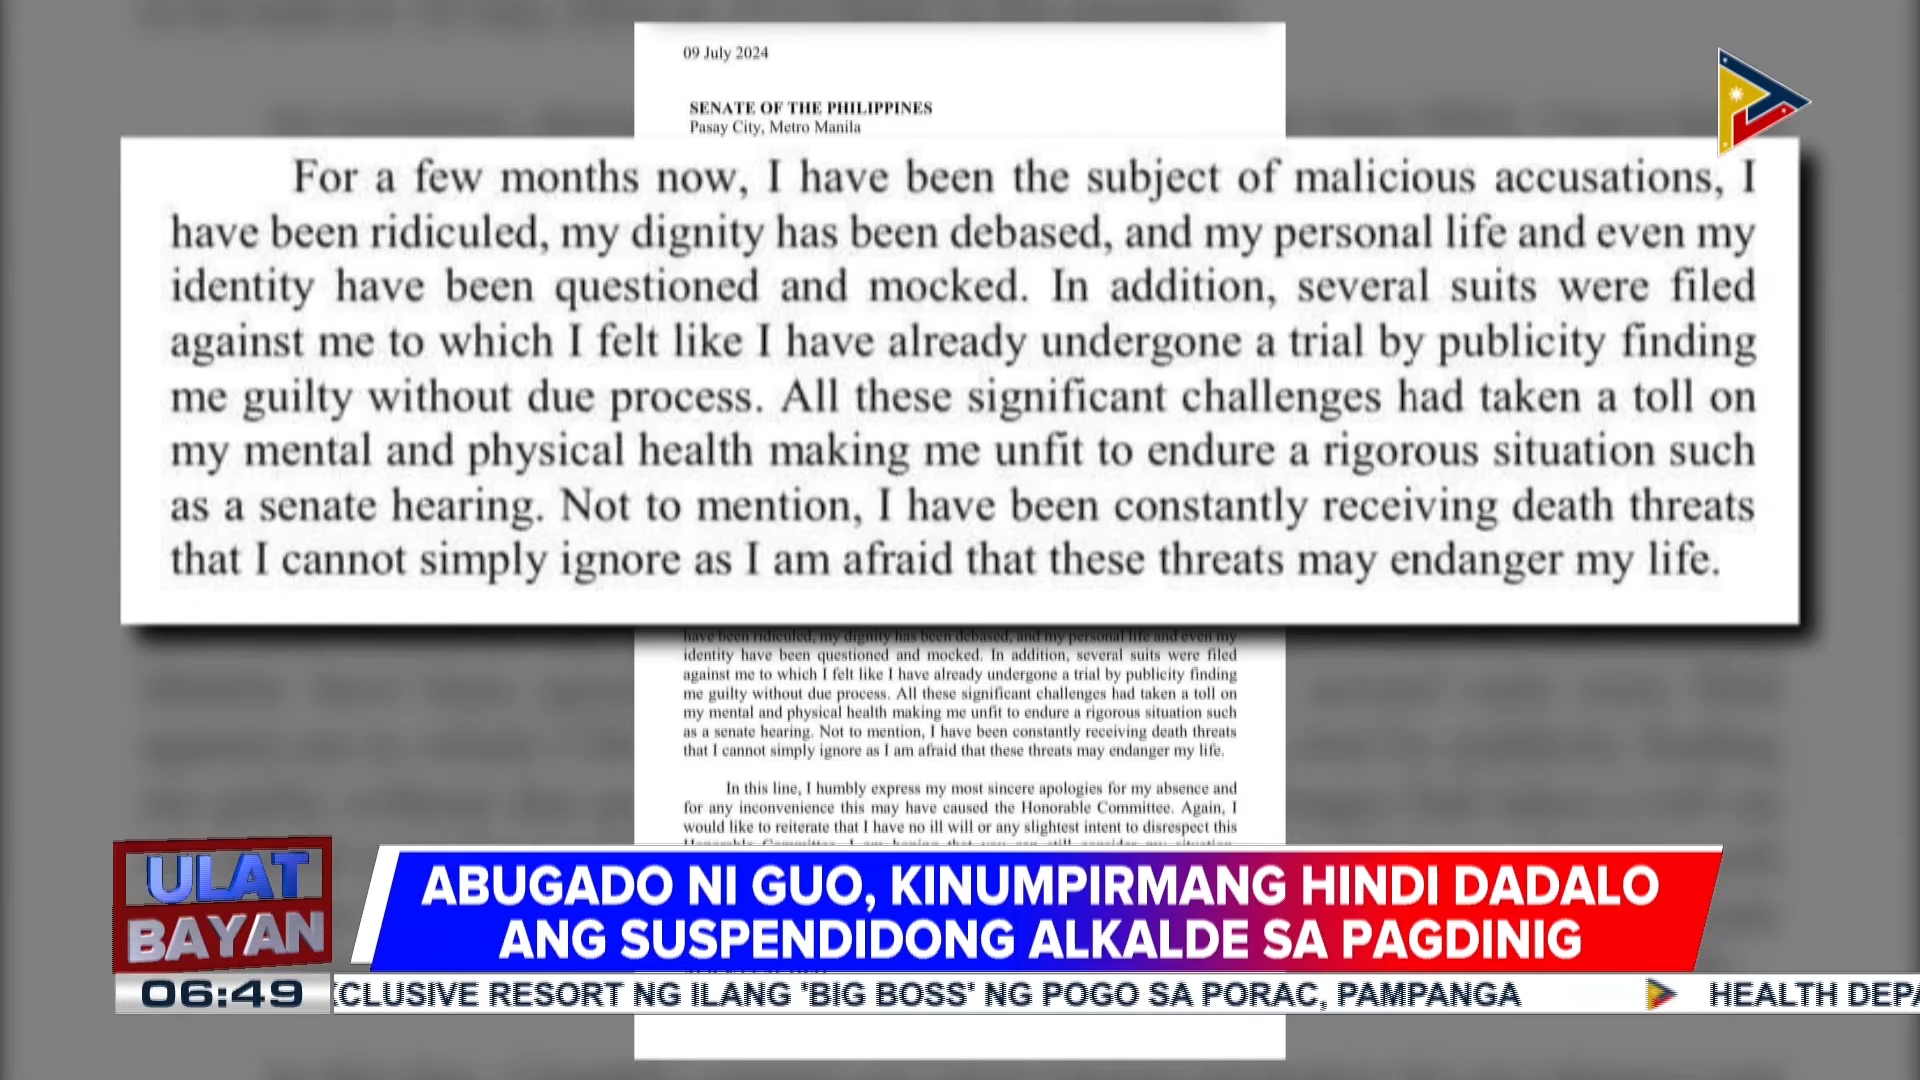 09 July 2024
SENATE OF THE PHILIPPINES
Pasay City, Metro Manila
For a few months now, I have been the subject of malicious accusations, I
have been ridiculed, my dignity has been debased, and my personal life and even my
identity have been questioned and mocked. In addition, several suits were filed
against me to which I felt like I have already undergone a trial by publicity finding
me guilty without due process. All these significant challenges had taken a toll on
my mental and physical health making me unfit to endure a rigorous situation such
as a senate hearing. Not to mention, I have been constantly receiving death threats
that I cannot simply ignore as I am afraid that these threats may endanger my life.
have been ridiculed, my dignity has been debased, and my personal life and even my
identity have been questioned and mocked. In addition, several suits were filed
against me to which I felt like I have already undergone a trial by publicity finding
me guilty without due process. All these significant challenges had taken a toll on
my mental and physical health making me unfit to endure a rigorous situation such
as a senate hearing. Not to mention, I have been constantly receiving death threats
that I cannot simply ignore as I am afraid that these threats may endanger my life.
In this line, I humbly express my most sincere apologies for my absence and
for any inconvenience this may have caused the Honorable Committee. Again, I
would like to reiterate that I have no ill will or any slightest intent to disrespect this
ULAT
BAYAN
ABUGADO NI GUO, KINUMPIRMANG HINDI DADALO
ANG SUSPENDIDONG ALKALDE SA PAGDINIG
06:49
XCLUSIVE RESORT NG ILANG 'BIG BOSS' NG POGO SA PORAC, PAMPANGA
HEALTH DEPA